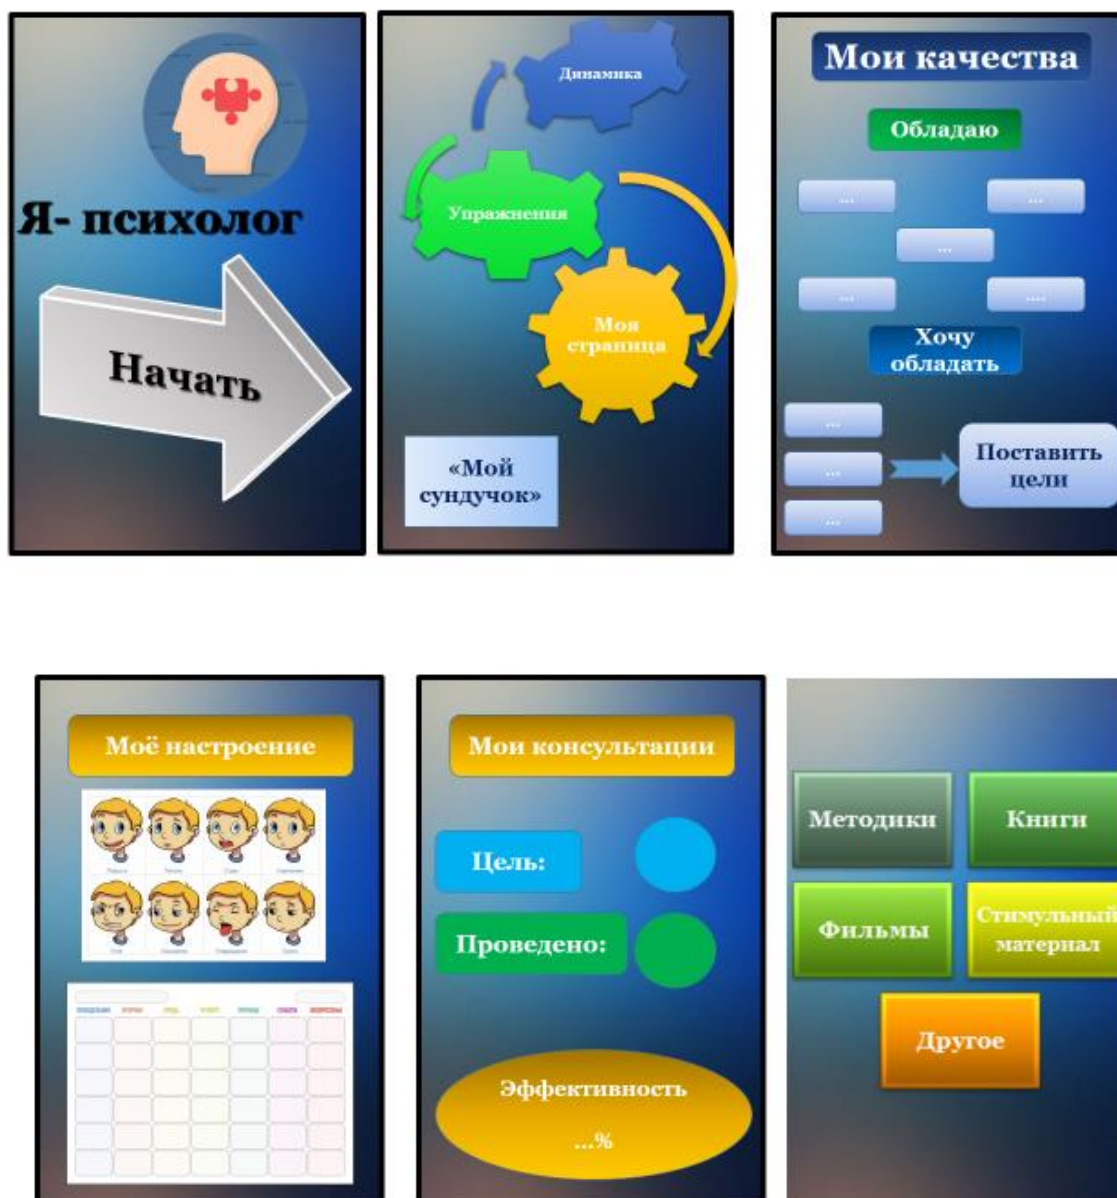 Я- психолог
Начать
Динамика
Упражнения
Моя
страница
«Мой
сундучок»
Мои качества
Обладаю
...
...
...
...
....
Хочу
обладать
...
...
...
Поставить
цели
Моё настроение
Мои консультации
Цель:
Проведено:
Эффективность
...%
Методики
Книги
Фильмы
Стимульный
материал
Другое